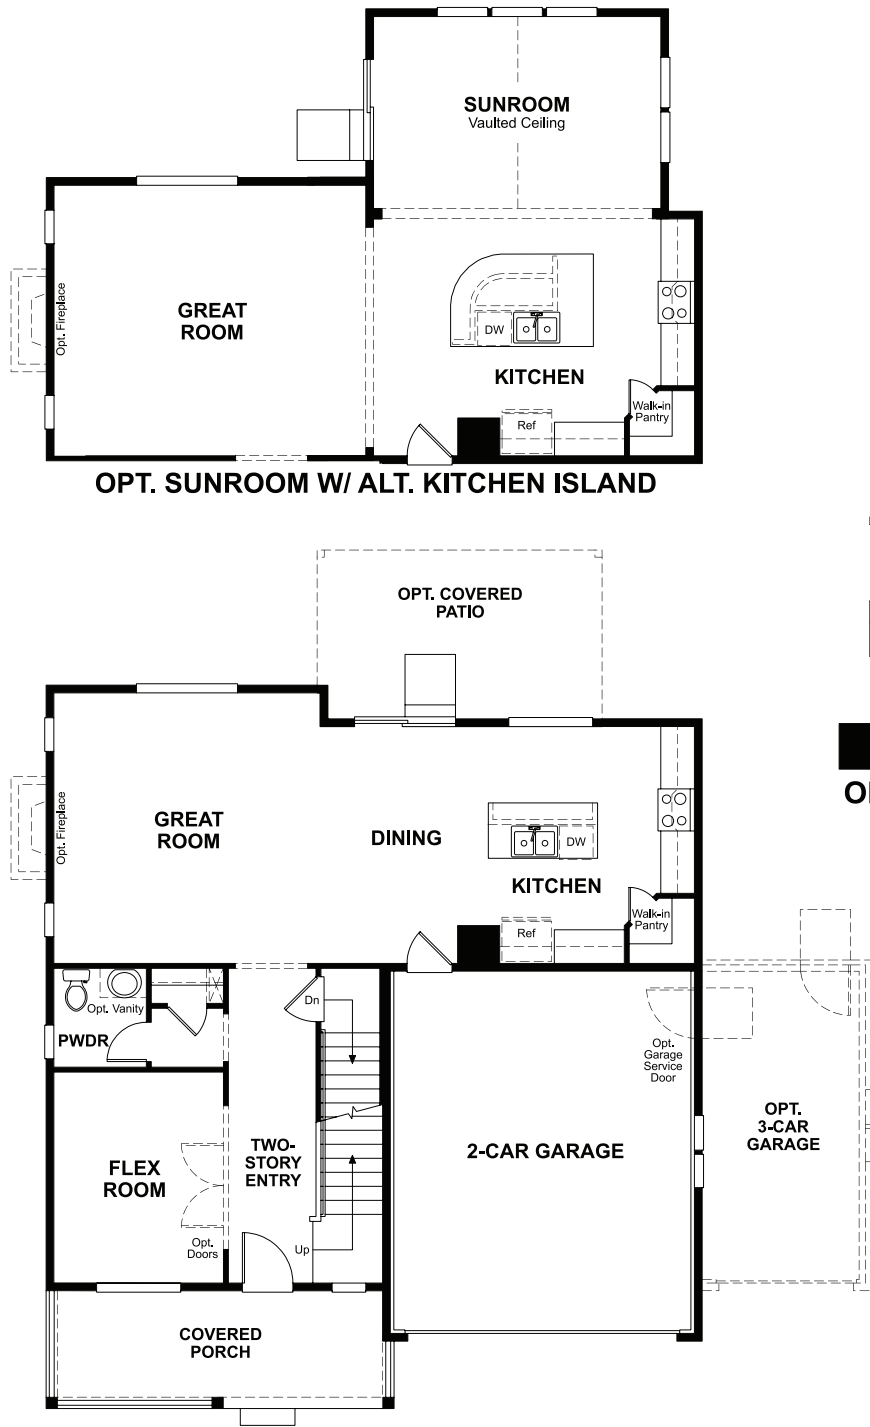 SUNROOM
Vaulted Ceiling
GREAT
ROOM
Opt. Fireplace
DW
KITCHEN
Walk-in
Pantry
Ref
OPT. SUNROOM W/ ALT. KITCHEN ISLAND
OPT. COVERED
PATIO
GREAT
ROOM
Opt. Fireplace
DINING
DW
KITCHEN
Walk-in
Pantry
Ref
Opt. Vanity
PWDR
Dn
Opt.
Garage
Service
Door
OPT.
3-CAR
GARAGE
2-CAR GARAGE
TWO-
STORY
ENTRY
FLEX
ROOM
Opt.
Doors
Up
COVERED
PORCH